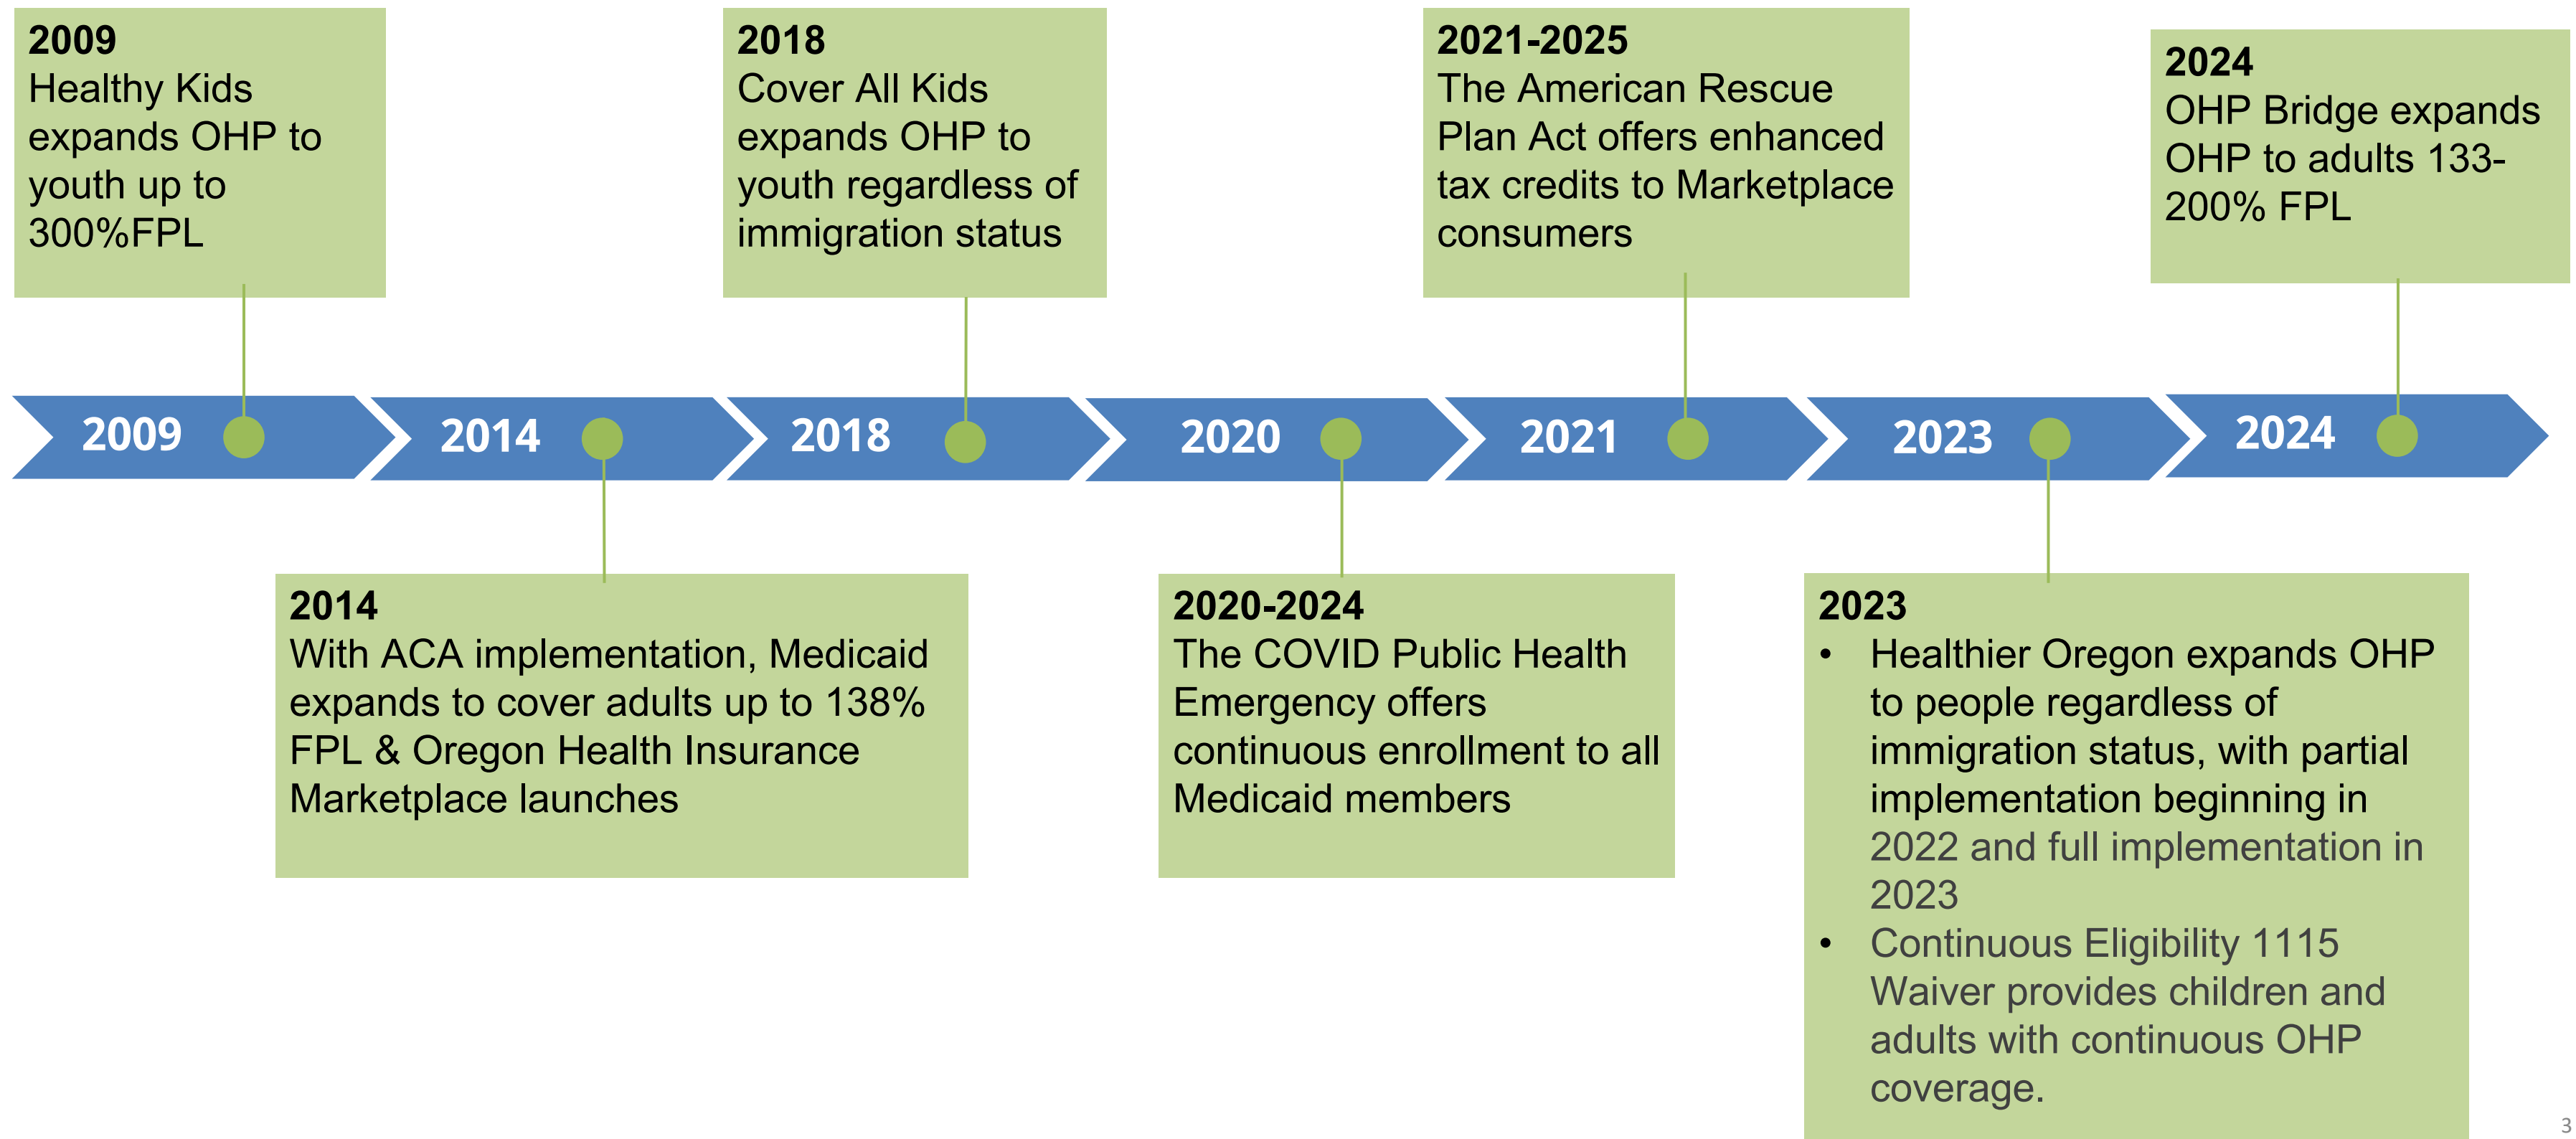 2009
Healthy Kids
expands OHP to
youth up to
300%FPL
2018
Cover All Kids
expands OHP to
youth regardless of
immigration status
2021-2025
The American Rescue
Plan Act offers enhanced
tax credits to Marketplace
consumers
2024
OHP Bridge expands
OHP to adults 133-
200% FPL
2009
2014
2018
2020
2021
2023
2024
2014
With ACA implementation, Medicaid
expands to cover adults up to 138%
FPL & Oregon Health Insurance
Marketplace launches
2020-2024
The COVID Public Health
Emergency offers
continuous enrollment to all
Medicaid members
2023
• Healthier Oregon expands OHP
to people regardless of
immigration status, with partial
implementation beginning in
2022 and full implementation in
2023
• Continuous Eligibility 1115
Waiver provides children and
adults with continuous OHP
coverage.
3